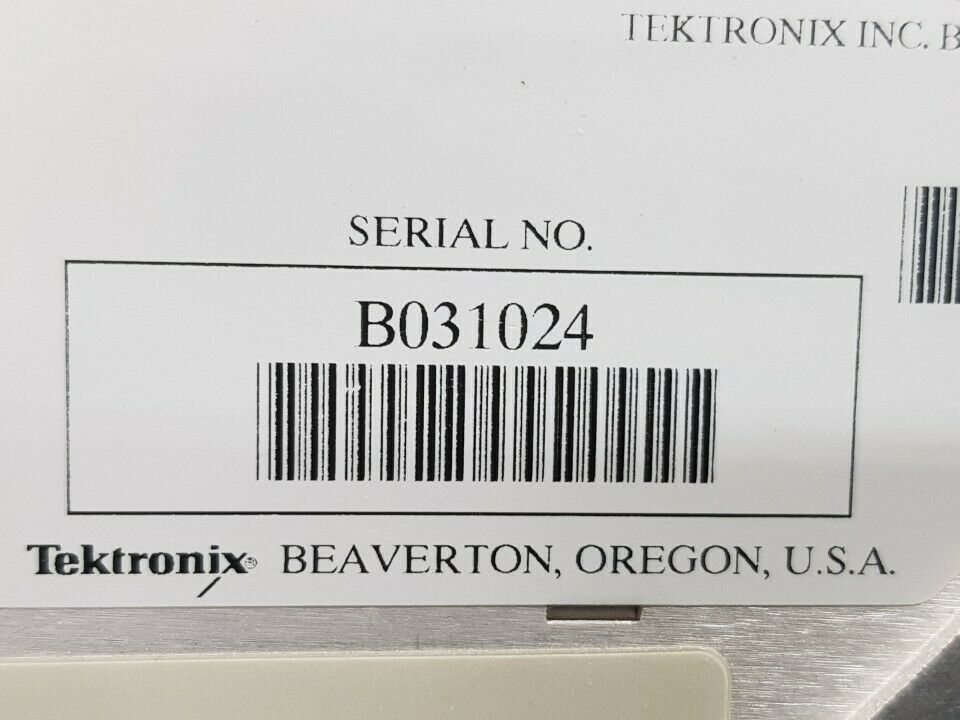 TEKTRONIX INC. B
SERIAL NO.
B031024
Tektronix® BEAVERTON, OREGON, U.S.A.